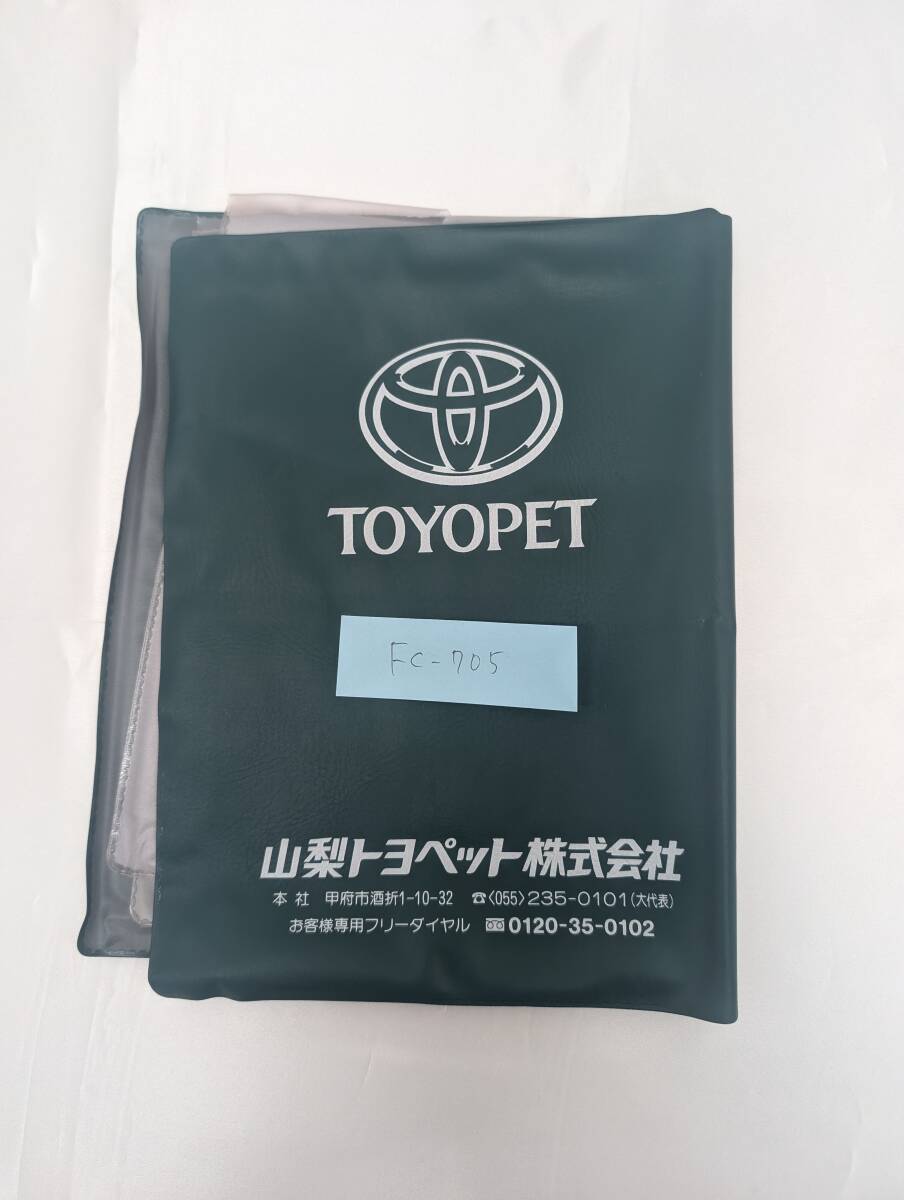 TOYOPET
FC-705
山梨トヨペット株式会社
本社 甲府市酒折1-10-32 ☎〈055〉235-0101(大代表)
お客様専用フリーダイヤル 0120-35-0102